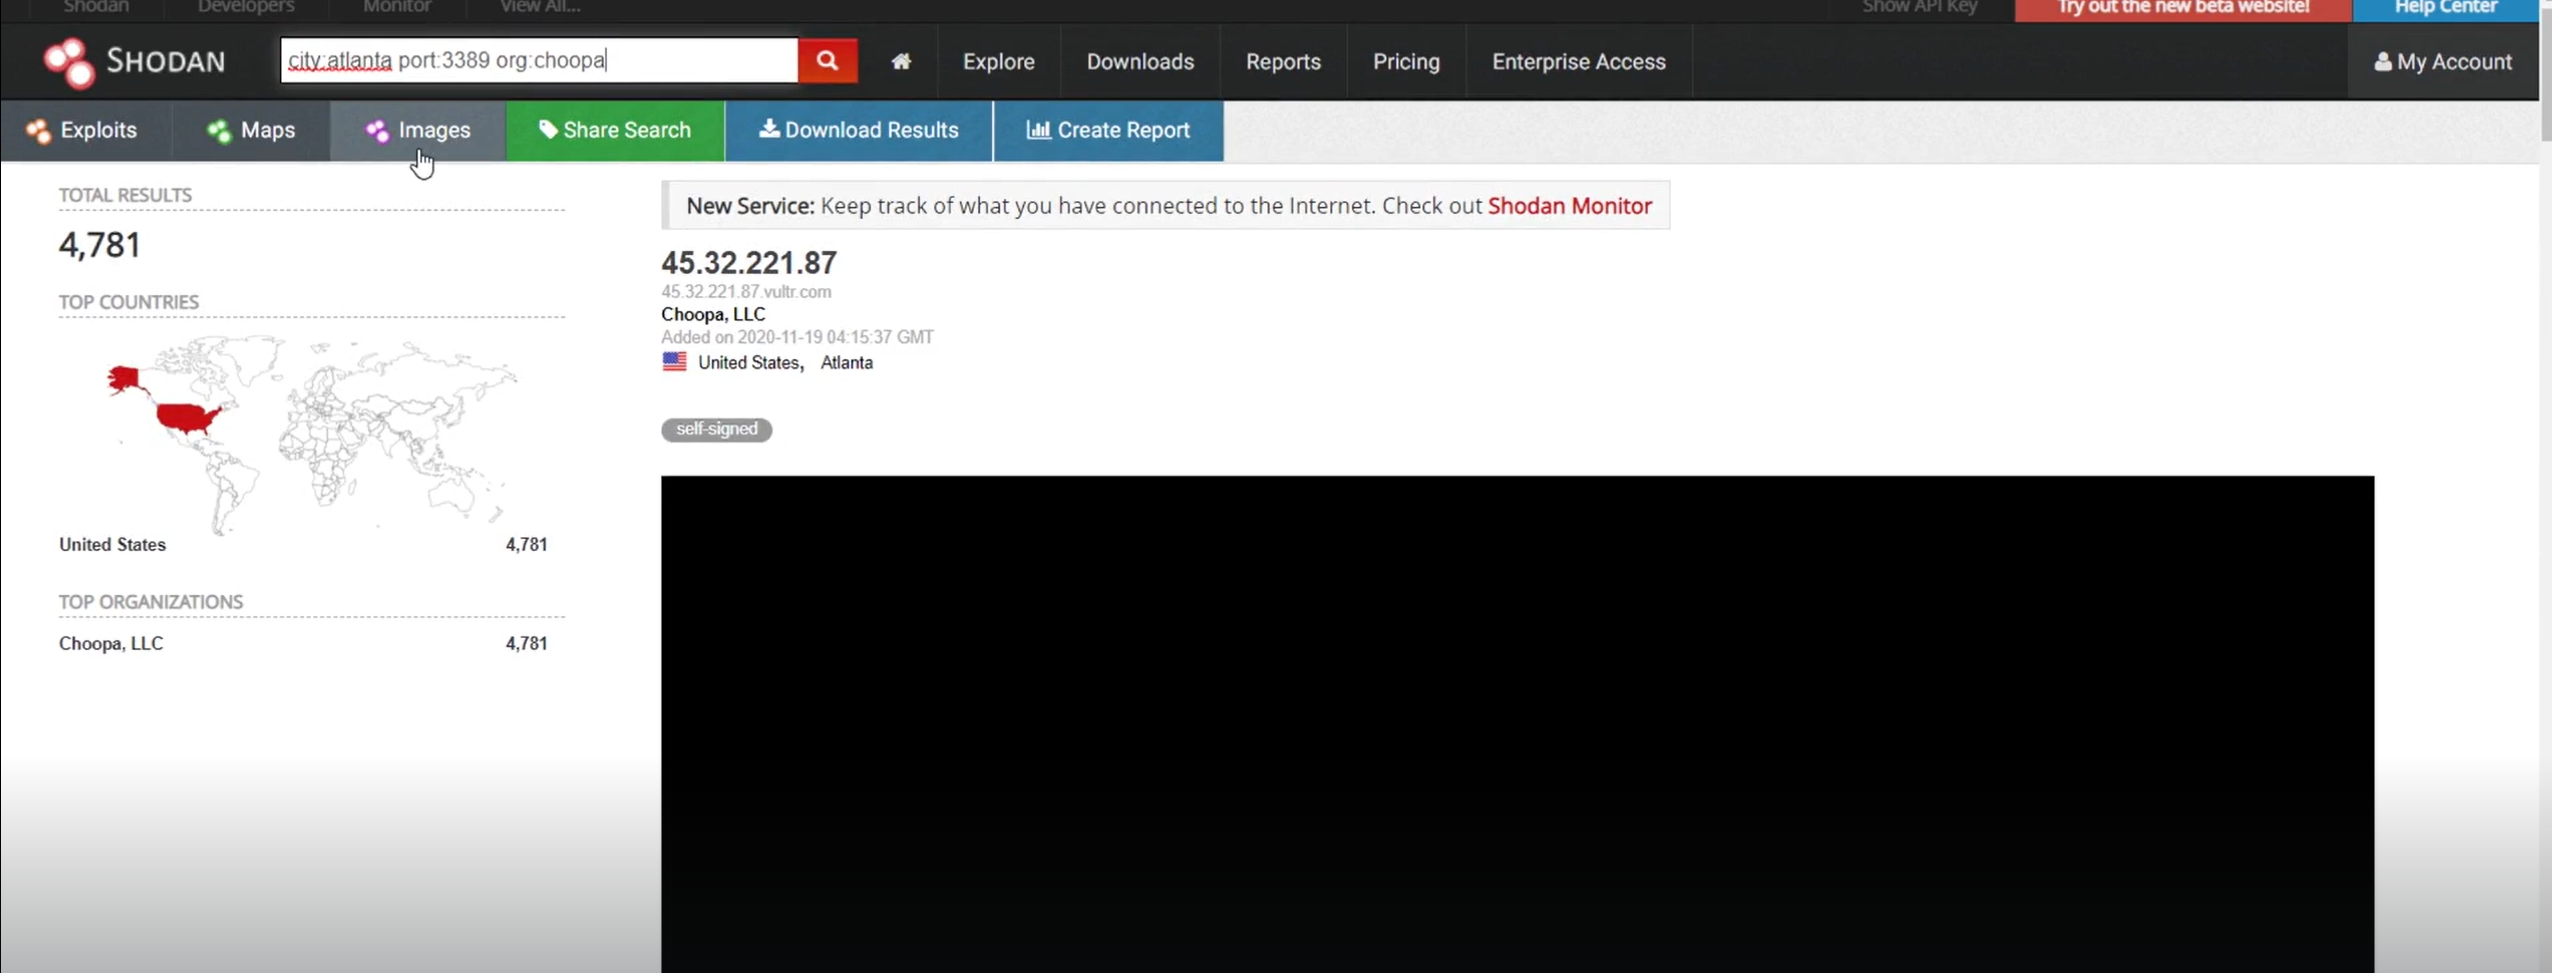 Shodan Developers Monitor View All... Show API Key Try out the new beta website! Help Center
SHODAN city:atlanta port:3389 org:choopa Explore Downloads Reports Pricing Enterprise Access My Account
Exploits Maps Images Share Search Download Results Create Report
TOTAL RESULTS
4,781
TOP COUNTRIES
United States 4,781
TOP ORGANIZATIONS
Choopa, LLC 4,781
New Service: Keep track of what you have connected to the Internet. Check out Shodan Monitor
45.32.221.87
45.32.221.87.vultr.com
Choopa, LLC
Added on 2020-11-19 04:15:37 GMT
United States, Atlanta
self-signed